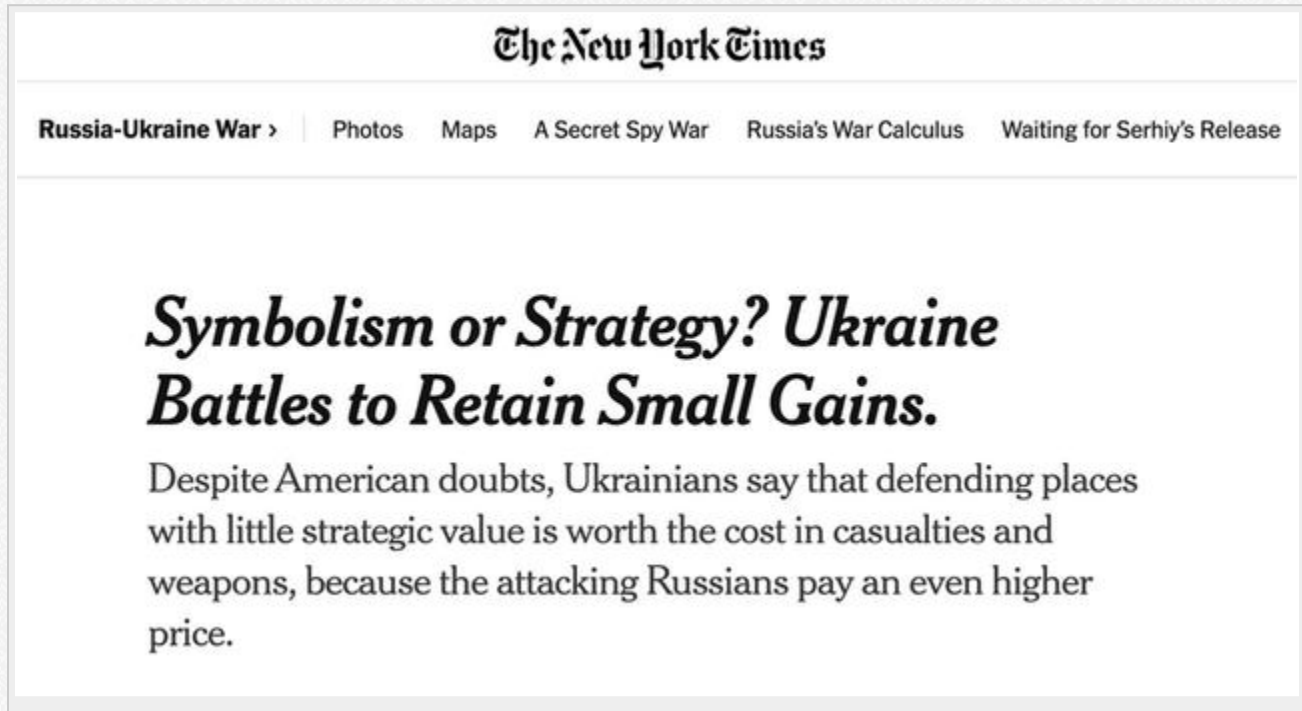 The New York Times
Russia-Ukraine War › Photos Maps A Secret Spy War Russia's War Calculus Waiting for Serhiy's Release
Symbolism or Strategy? Ukraine
Battles to Retain Small Gains.
Despite American doubts, Ukrainians say that defending places
with little strategic value is worth the cost in casualties and
weapons, because the attacking Russians pay an even higher
price.